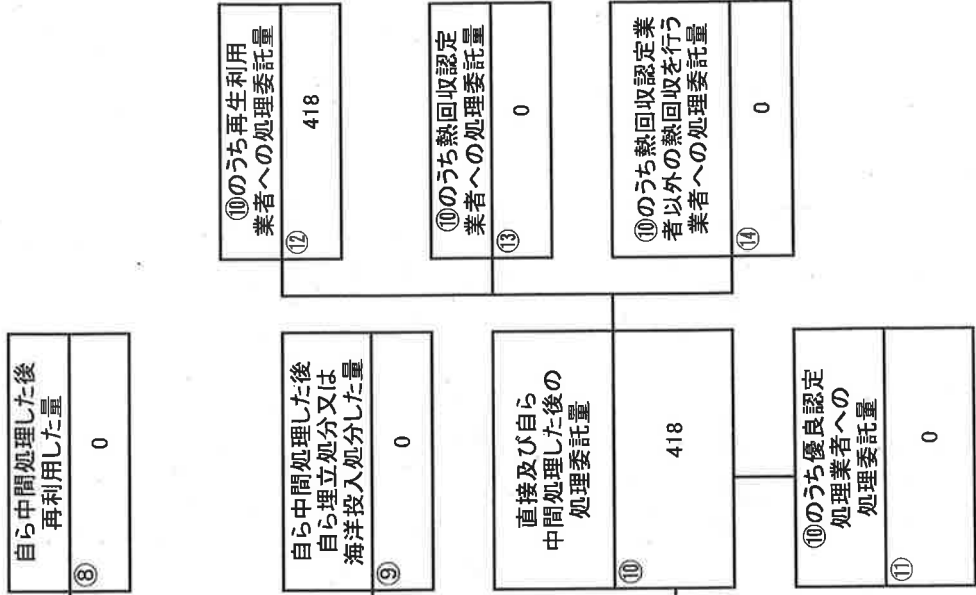 自ら中間処理した後
再利用した量
⑧
0
自ら中間処理した後
自ら埋立処分又は
海洋投入処分した量
⑨
0
直接及び自ら
中間処理した後の
処理委託量
⑩
418
⑩のうち優良認定
処理業者への
処理委託量
⑪
0
⑩のうち再生利用
業者への処理委託量
⑫
418
⑩のうち熱回収認定
業者への処理委託量
⑬
0
⑩のうち熱回収認定業
者以外の熱回収を行う
業者への処理委託量
⑭
0